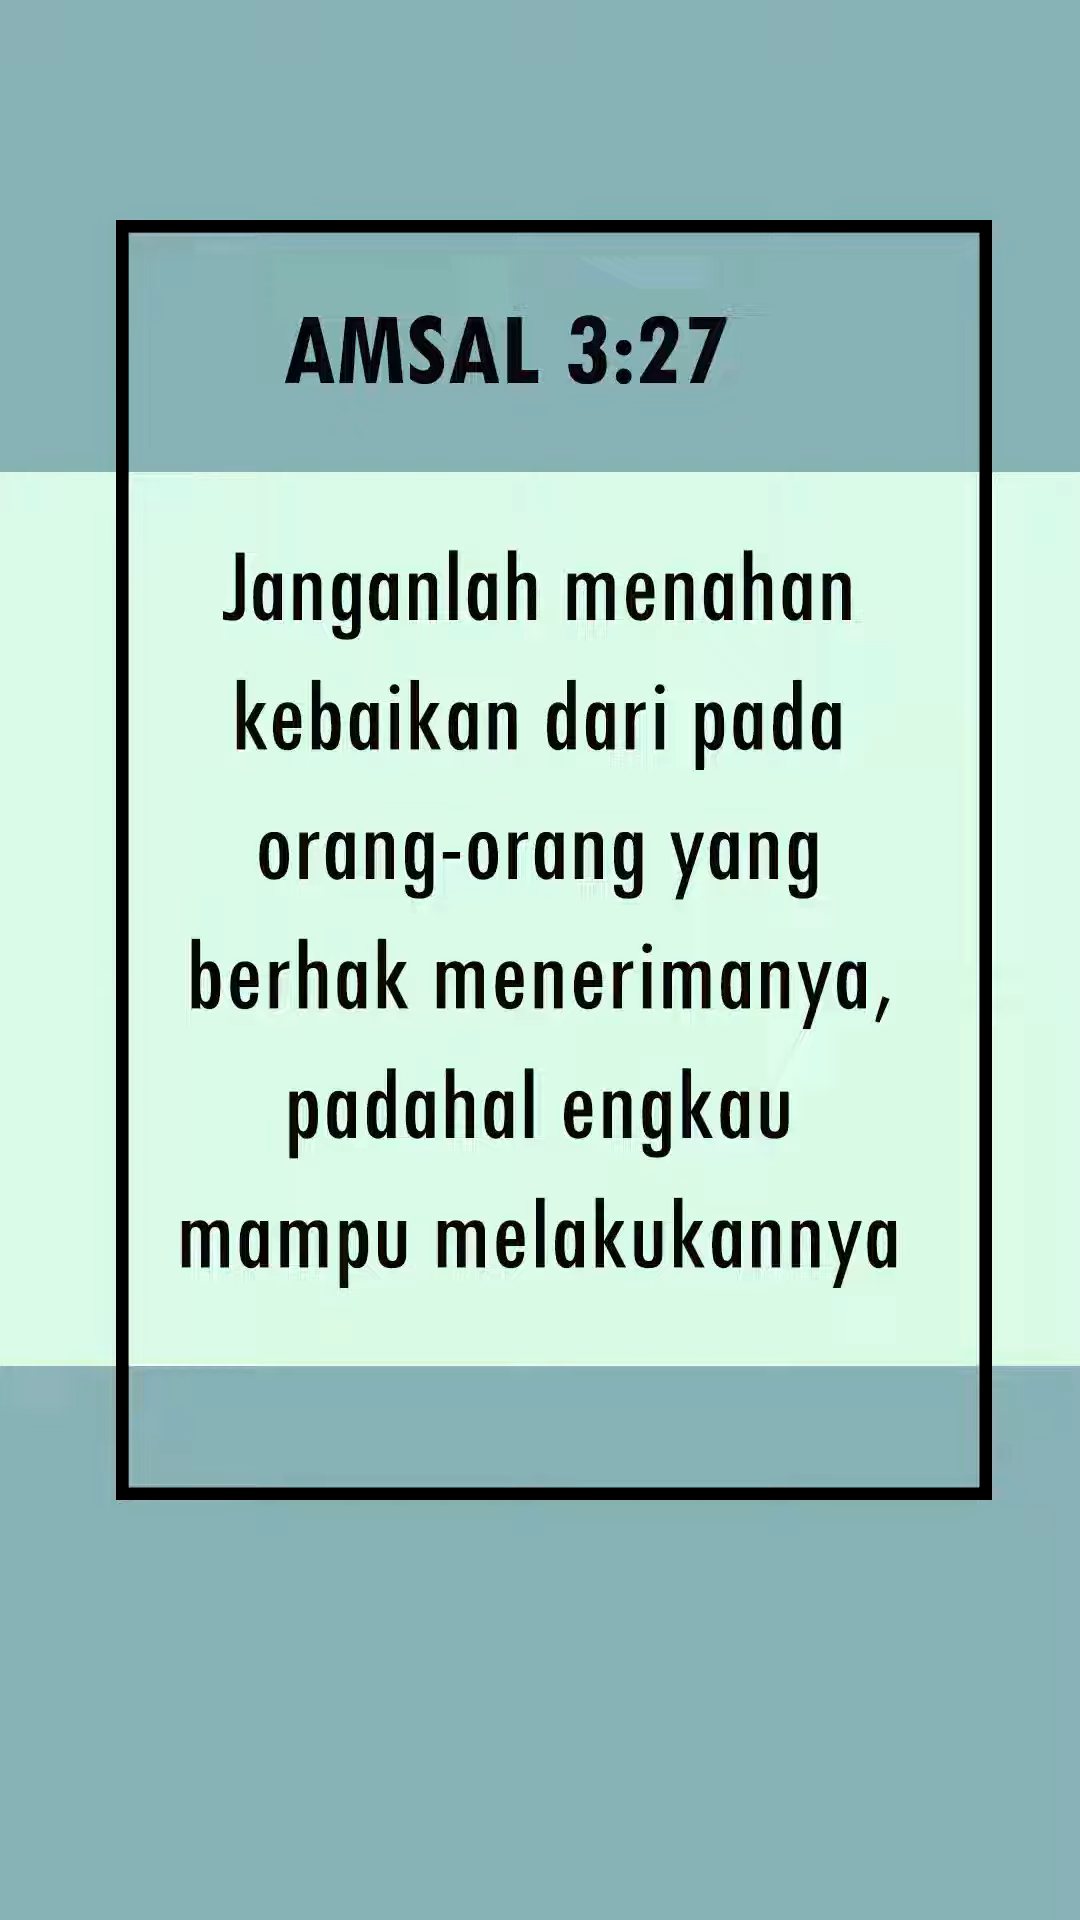 AMSAL 3:27
Janganlah menahan
kebaikan dari pada
orang-orang yang
berhak menerimanya,
padahal engkau
mampu melakukannya